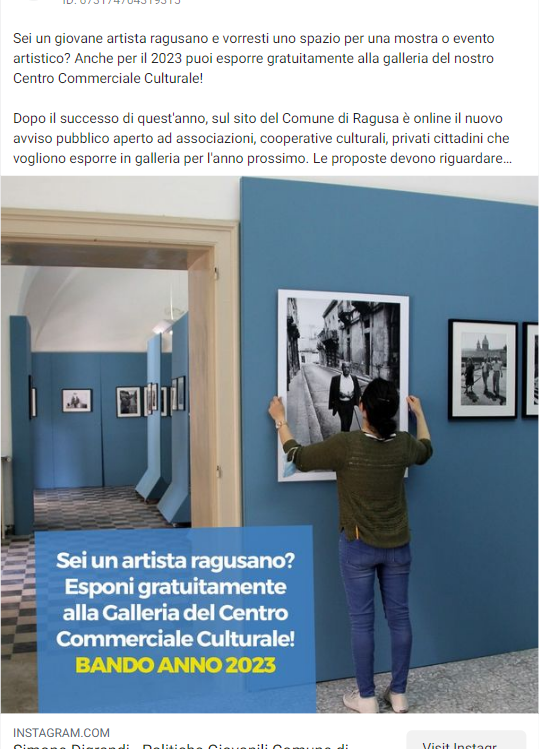 Sei un giovane artista ragusano e vorresti uno spazio per una mostra o evento
artistico? Anche per il 2023 puoi esporre gratuitamente alla galleria del nostro
Centro Commerciale Culturale!
Dopo il successo di quest'anno, sul sito del Comune di Ragusa è online il nuovo
avviso pubblico aperto ad associazioni, cooperative culturali, privati cittadini che
vogliono esporre in galleria per l'anno prossimo. Le proposte devono riguardare...
Sei un artista ragusano?
Esponi gratuitamente
alla Galleria del Centro
Commerciale Culturale!
BANDO ANNO 2023
INSTAGRAM.COM
Simone Digrandi - Politiche Giovanili Comune di
Visit Instagr...